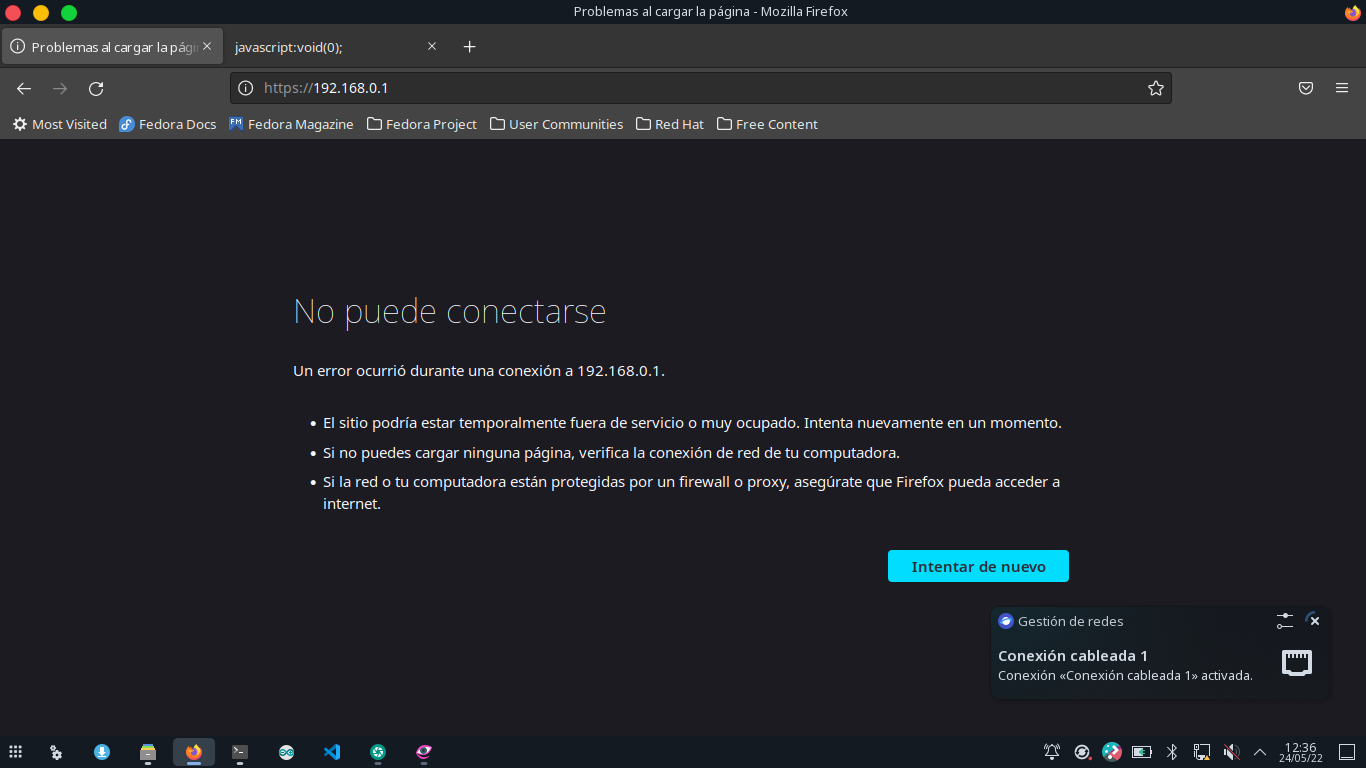 Problemas al cargar la página - Mozilla Firefox
Problemas al cargar la pági
javascript:void(0);
https://192.168.0.1
Most Visited Fedora Docs Fedora Magazine Fedora Project User Communities Red Hat Free Content
No puede conectarse
Un error ocurrió durante una conexión a 192.168.0.1.
• El sitio podría estar temporalmente fuera de servicio o muy ocupado. Intenta nuevamente en un momento.
• Si no puedes cargar ninguna página, verifica la conexión de red de tu computadora.
• Si la red o tu computadora están protegidas por un firewall o proxy, asegúrate que Firefox pueda acceder a
internet.
Intentar de nuevo
Gestión de redes
Conexión cableada 1
Conexión «Conexión cableada 1» activada.
12:36
24/05/22